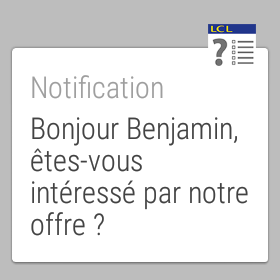 LCL
?
Notification
Bonjour Benjamin,
êtes-vous
intéressé par notre
offre ?